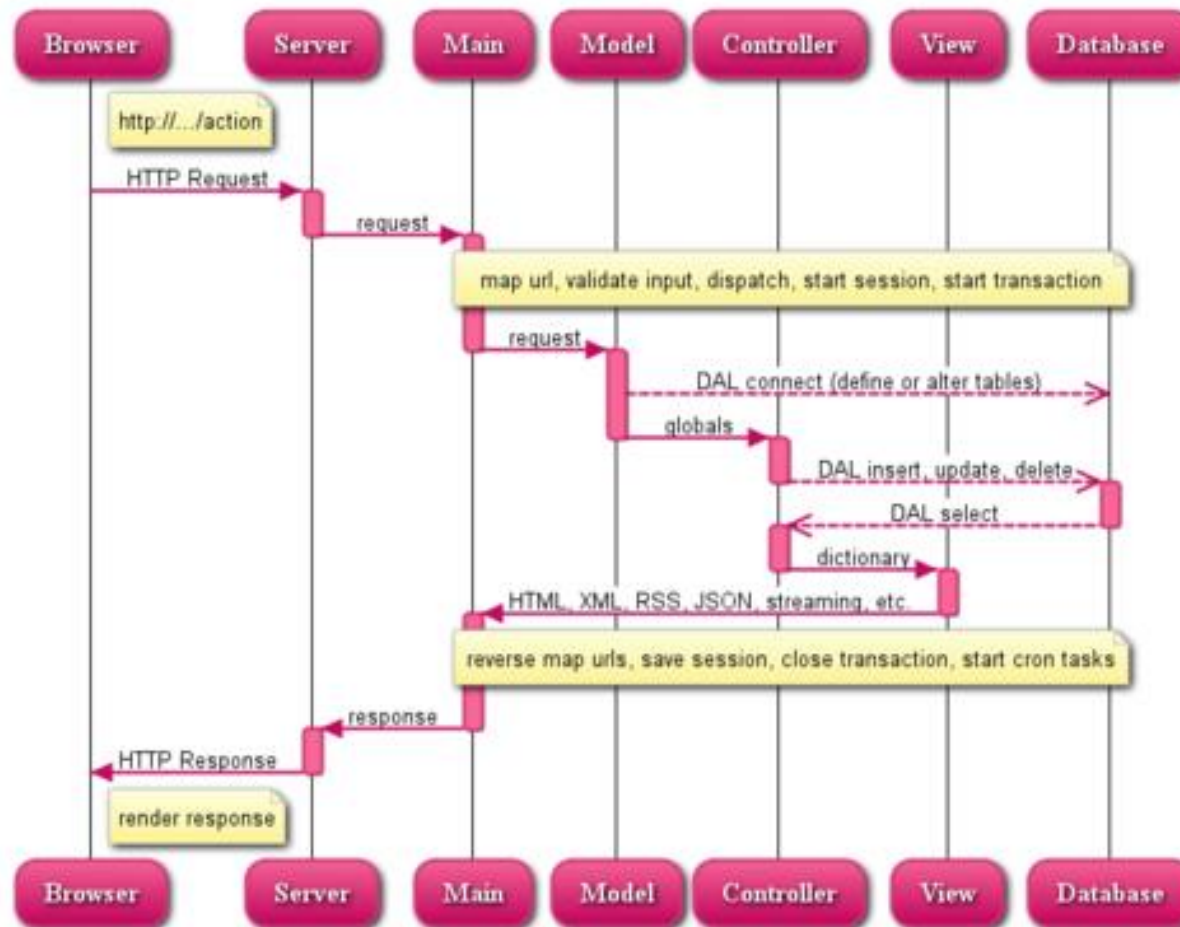 Browser Server Main Model Controller View Database
http://.../action
HTTP Request
request
map url, validate input, dispatch, start session, start transaction
request
DAL connect (define or alter tables)
globals
DAL insert, update, delete
DAL select
dictionary
HTML, XML, RSS, JSON, streaming, etc.
reverse map urls, save session, close transaction, start cron tasks
response
HTTP Response
render response
Browser Server Main Model Controller View Database